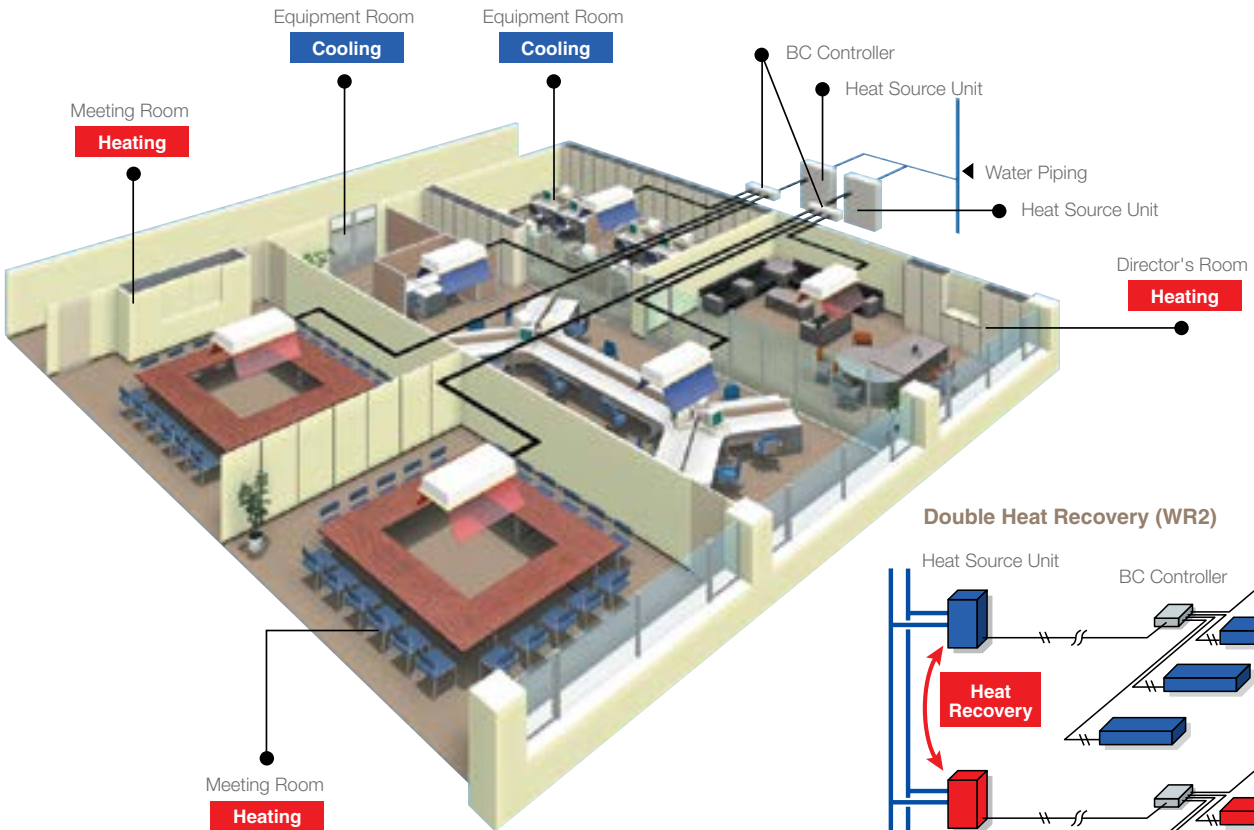 Equipment Room
Cooling
Equipment Room
Cooling
BC Controller
Heat Source Unit
Meeting Room
Heating
Water Piping
Heat Source Unit
Director's Room
Heating
Double Heat Recovery (WR2)
Heat Source Unit
BC Controller
Heat
Recovery
Meeting Room
Heating